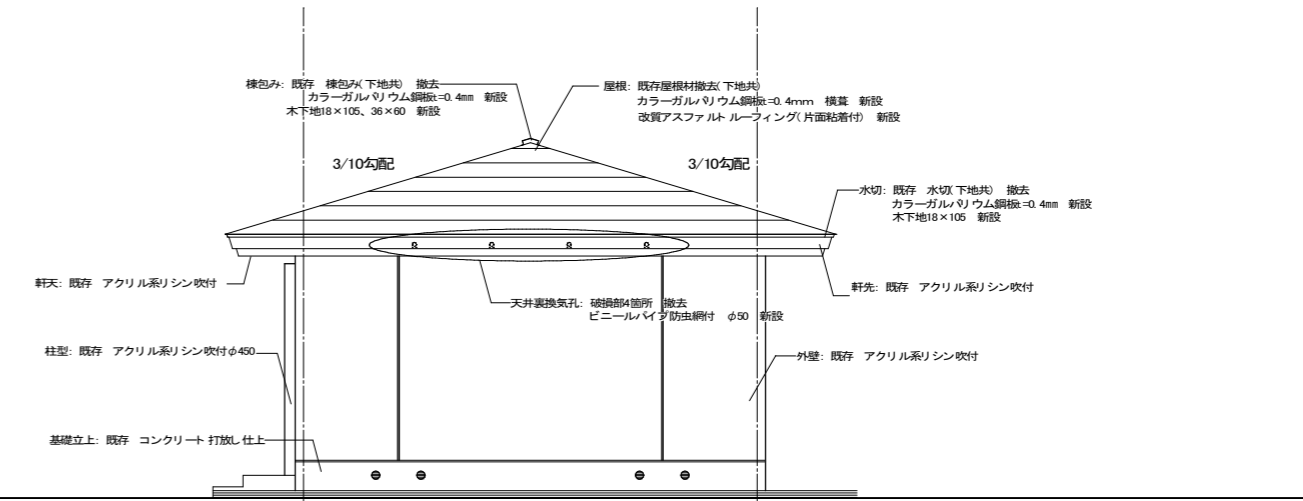 棟包み: 既存　棟包み(下地共)　撤去
カラーガルバリウム鋼板t=0.4mm　新設
木下地18×105、36×60　新設
屋根: 既存屋根材撤去(下地共)
カラーガルバリウム鋼板t=0.4mm　横葺　新設
改質アスファルトルーフィング(片面粘着付)　新設
3/10勾配
3/10勾配
水切: 既存　水切(下地共)　撤去
カラーガルバリウム鋼板t=0.4mm　新設
木下地18×105　新設
軒天: 既存　アクリル系リシン吹付
軒先: 既存　アクリル系リシン吹付
天井裏換気孔: 破損部4箇所　撤去
ビニールパイプ防虫網付　φ50　新設
柱型: 既存　アクリル系リシン吹付φ450
外壁: 既存　アクリル系リシン吹付
基礎立上: 既存　コンクリート打放し仕上